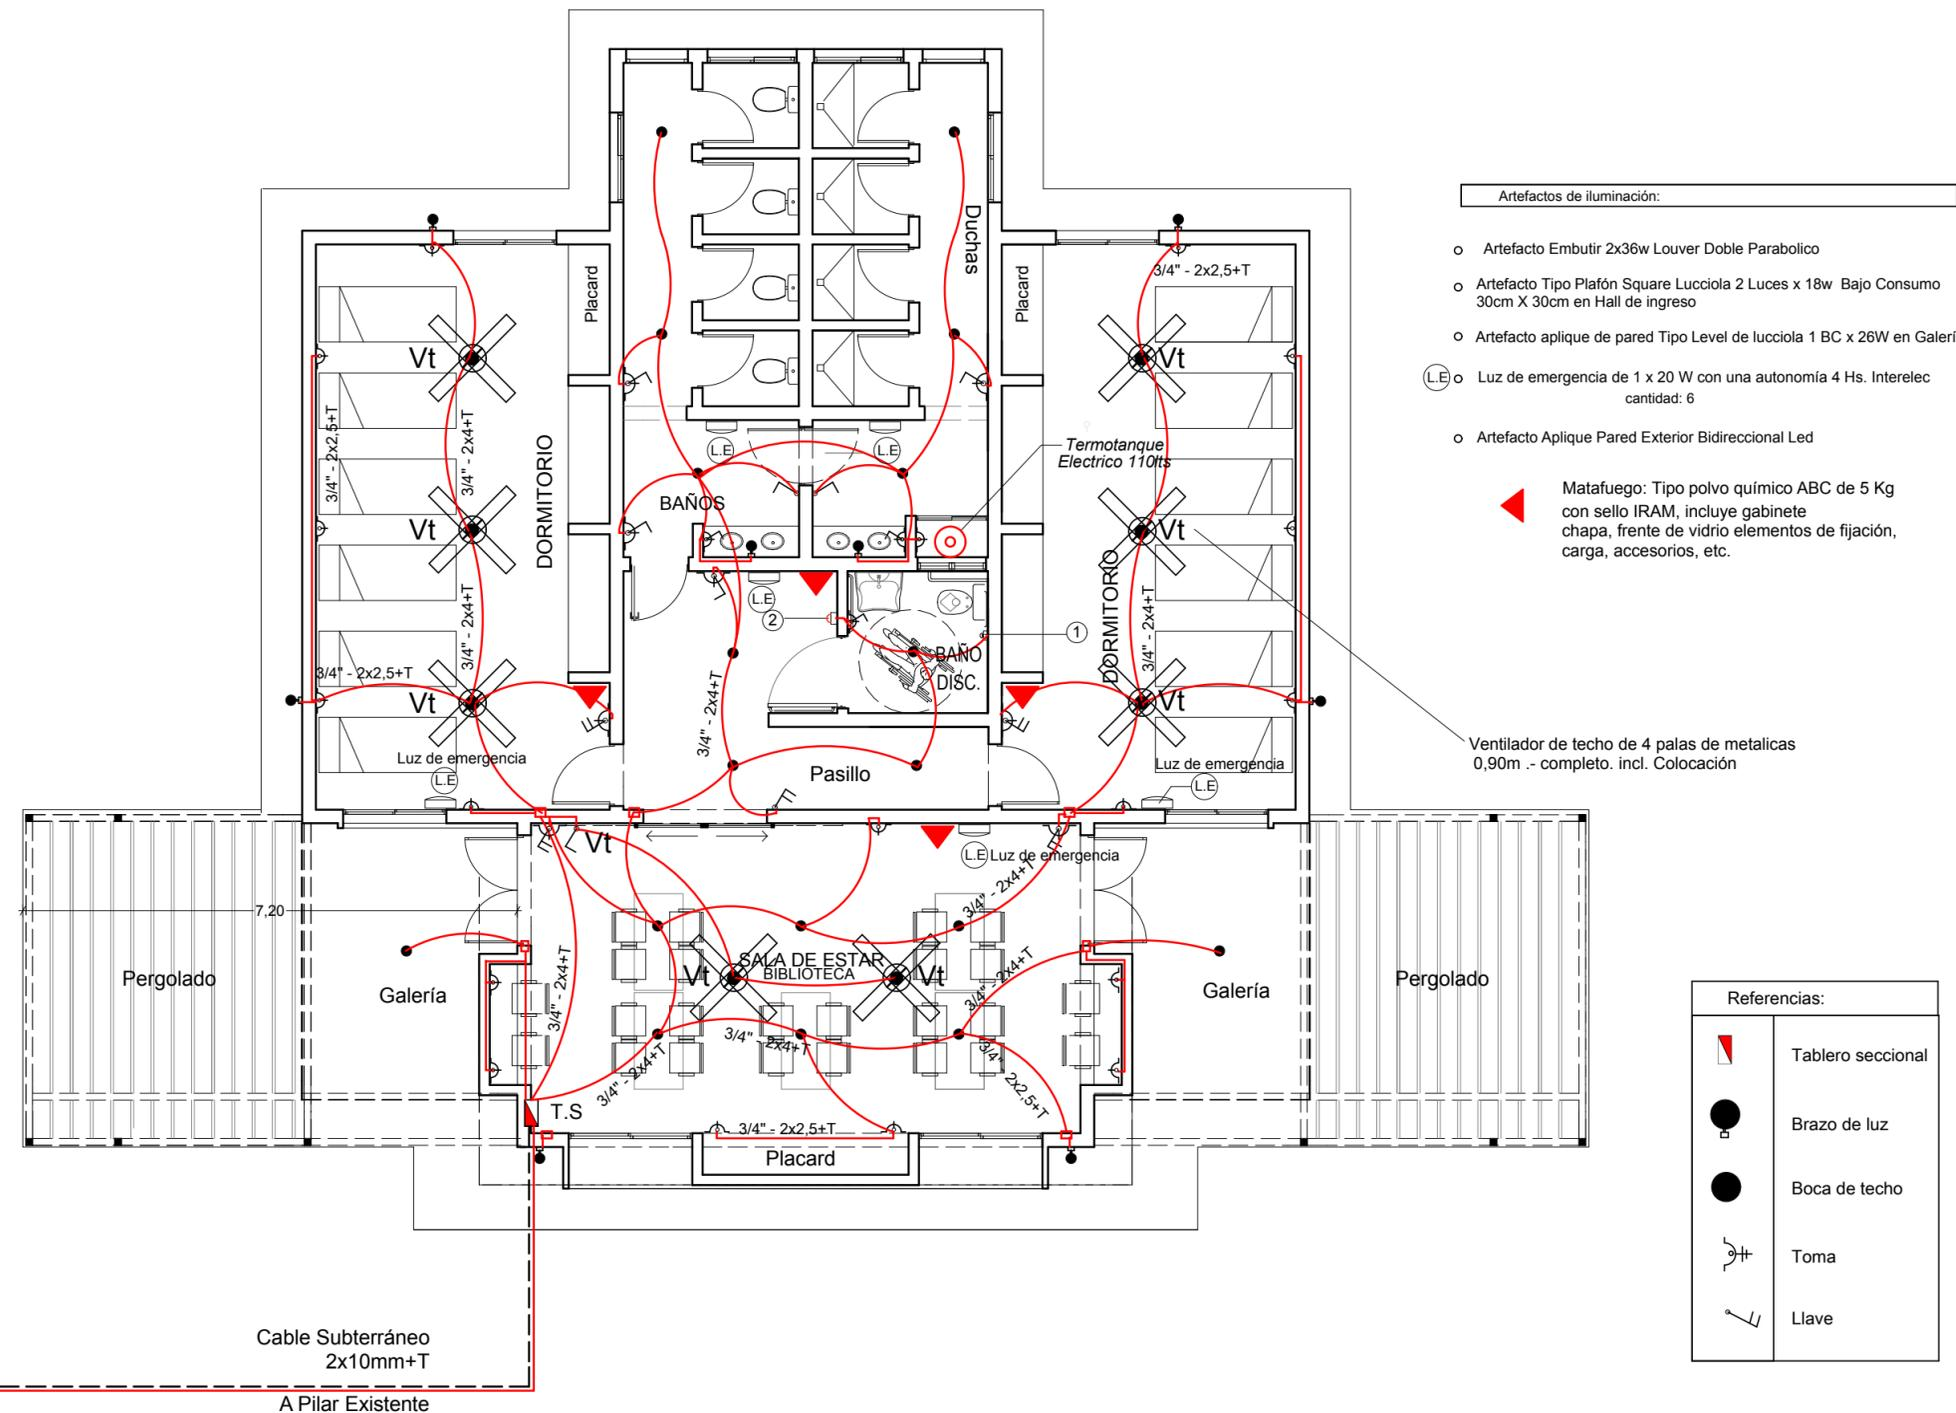 Artefactos de iluminación:
Artefacto Embutir 2x36w Louver Doble Parabolico
Artefacto Tipo Plafón Square Lucciola 2 Luces x 18w Bajo Consumo
30cm X 30cm en Hall de ingreso
Artefacto aplique de pared Tipo Level de lucciola 1 BC x 26W en Galerí
L.E Luz de emergencia de 1 x 20 W con una autonomía 4 Hs. Interelec
cantidad: 6
Artefacto Aplique Pared Exterior Bidireccional Led
Matafuego: Tipo polvo químico ABC de 5 Kg
con sello IRAM, incluye gabinete
chapa, frente de vidrio elementos de fijación,
carga, accesorios, etc.
Duchas
Placard
Placard
3/4" - 2x2,5+T
Vt
Vt
3/4" - 2x2,5+T
3/4" - 2x4+T
DORMITORIO
L.E
L.E
Termotanque
Electrico 110lts
BAÑOS
Vt
Vt
DORMITORIO
3/4" - 2x4+T
L.E
2
1
3/4" - 2x4+T
BAÑO
DISC.
3/4" - 2x2,5+T
Vt
Vt
3/4" - 2x4+T
Ventilador de techo de 4 palas de metalicas
0,90m .- completo. incl. Colocación
Luz de emergencia
L.E
Pasillo
Luz de emergencia
L.E
Vt
L.E Luz de emergencia
3/4" - 2x4+T
7,20
SALA DE ESTAR
BIBLIOTECA
Vt
Vt
3/4" - 2x4+T
3/4" - 2x4+T
Pergolado
Galería
Galería
Pergolado
3/4" - 2x4+T
3/4" - 2x4+T
3/4" - 2x2,5+T
T.S
3/4" - 2x2,5+T
Placard
Referencias:
Tablero seccional
Brazo de luz
Boca de techo
Toma
Llave
Cable Subterráneo
2x10mm+T
A Pilar Existente